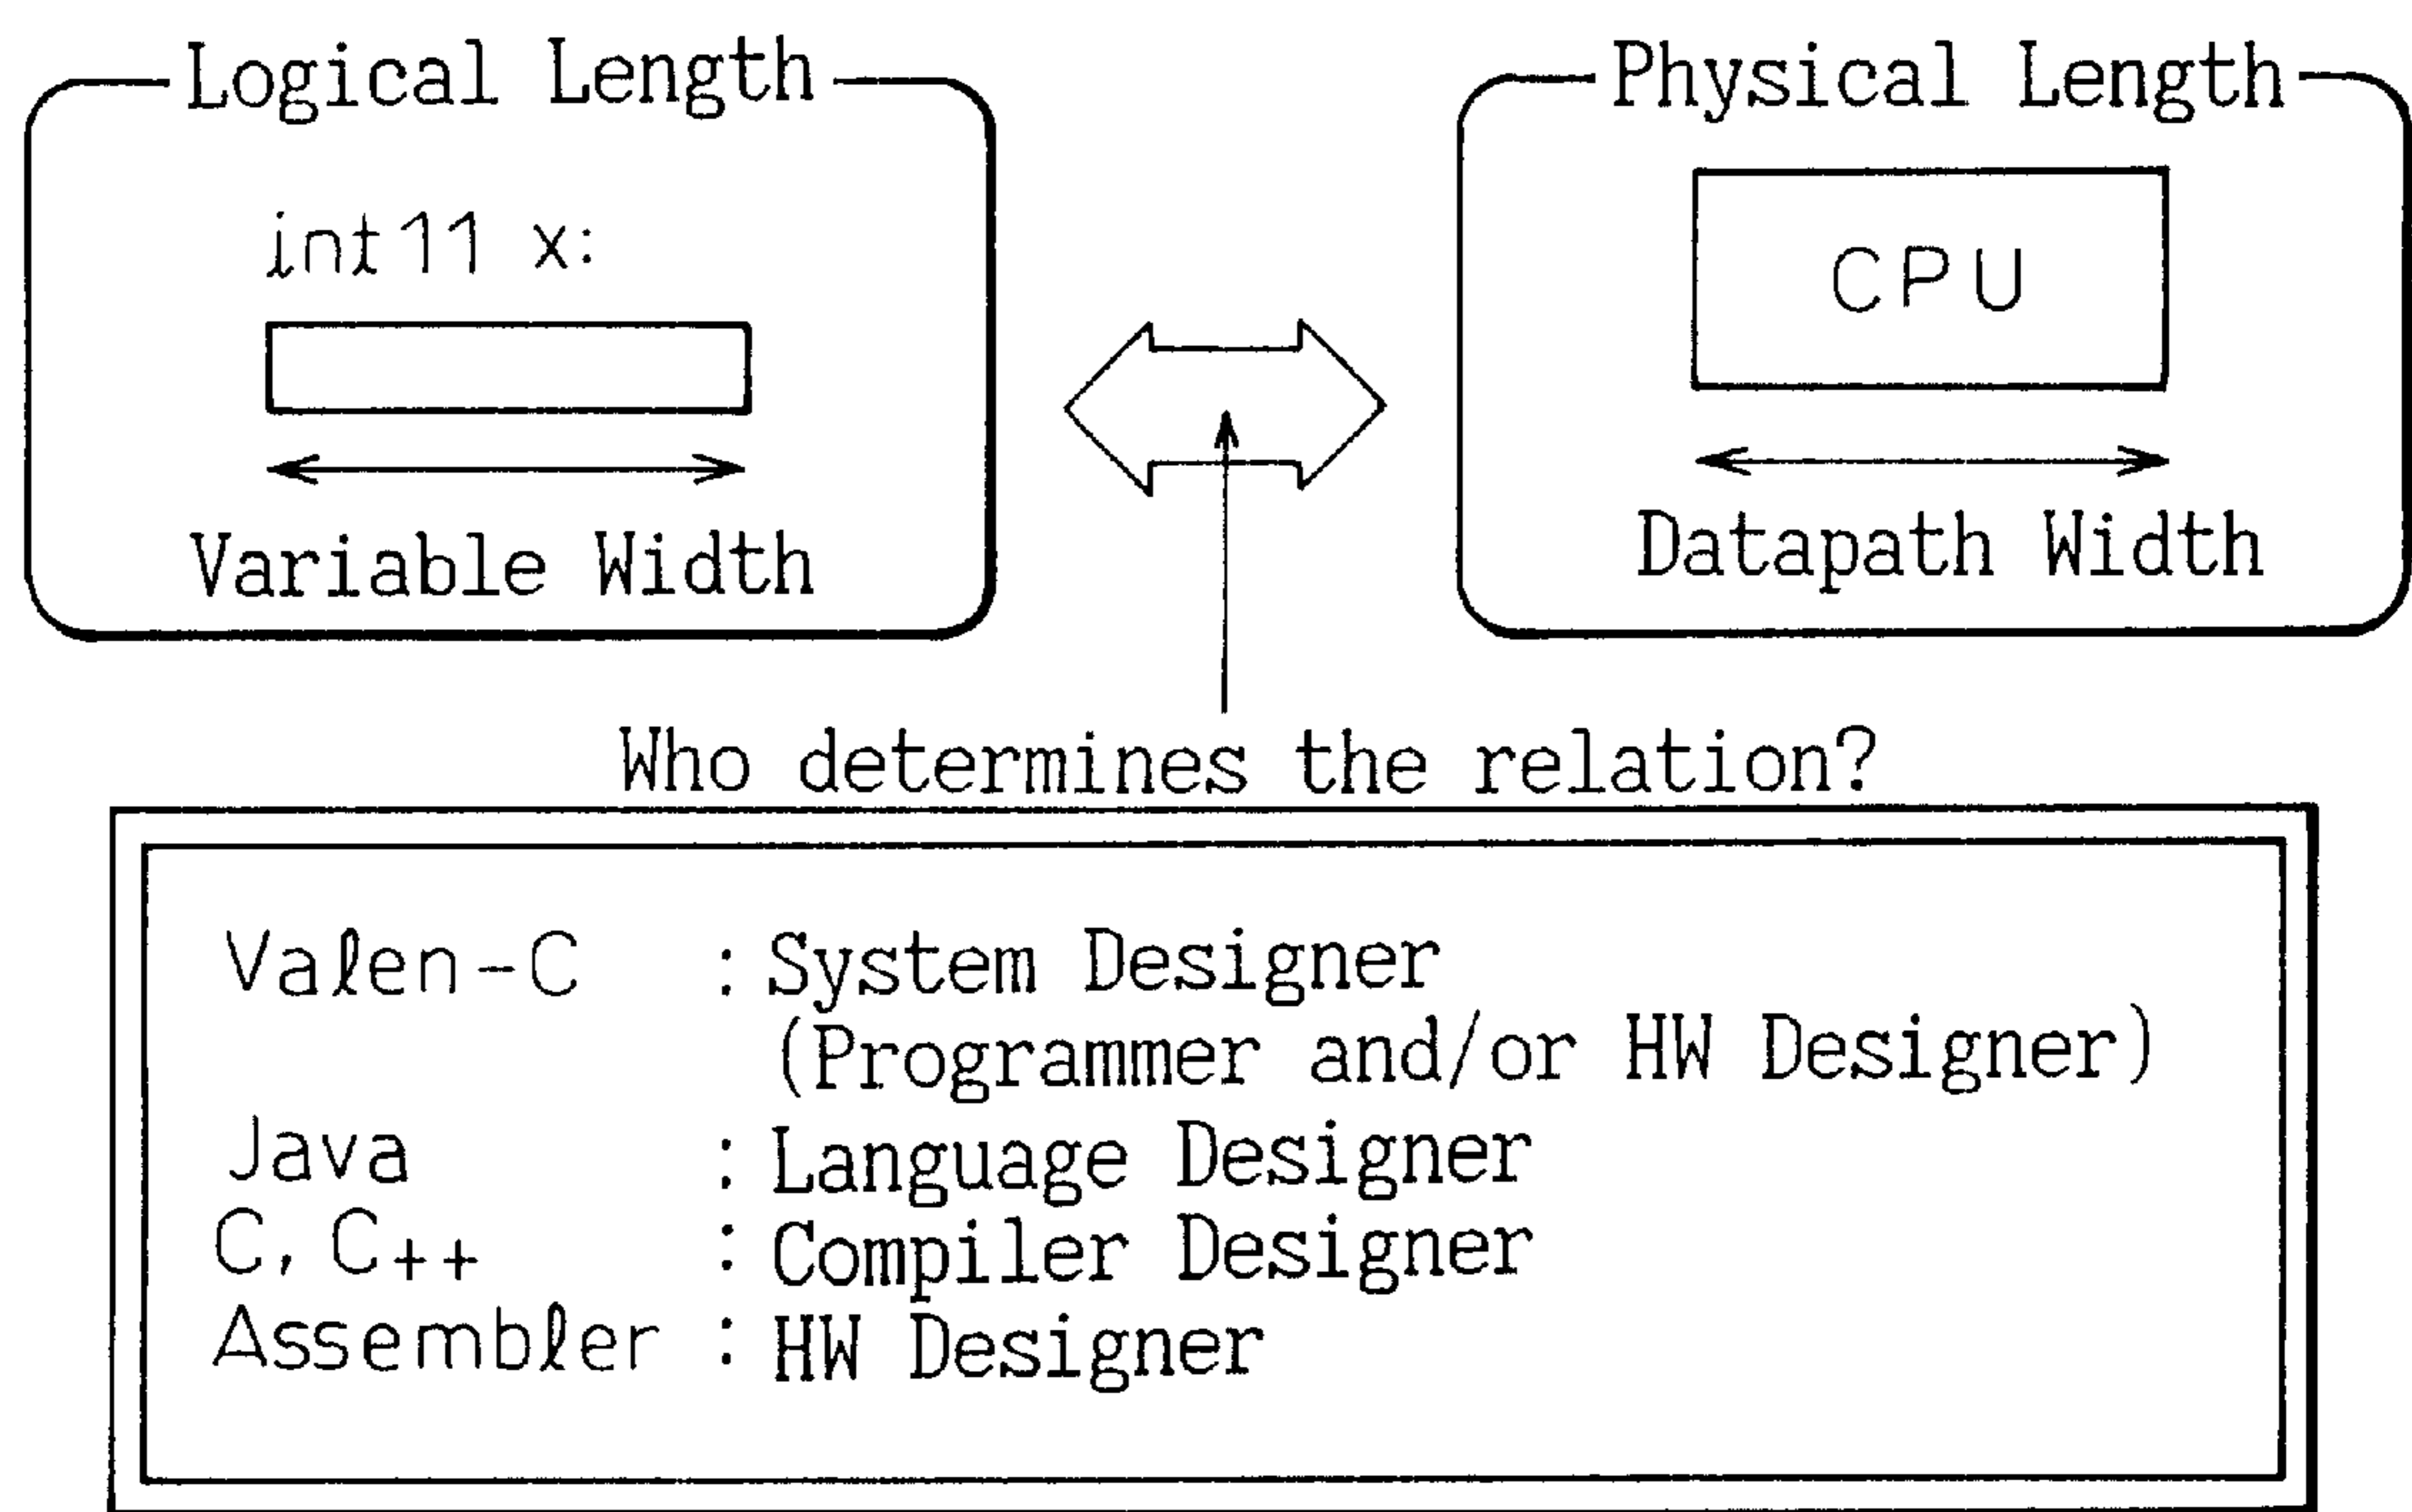 Logical Length
int11 x:
Variable Width
Physical Length
CPU
Datapath Width
Who determines the relation?
Valen-C : System Designer
(Programmer and/or HW Designer)
Java : Language Designer
C, C++ : Compiler Designer
Assembler : HW Designer